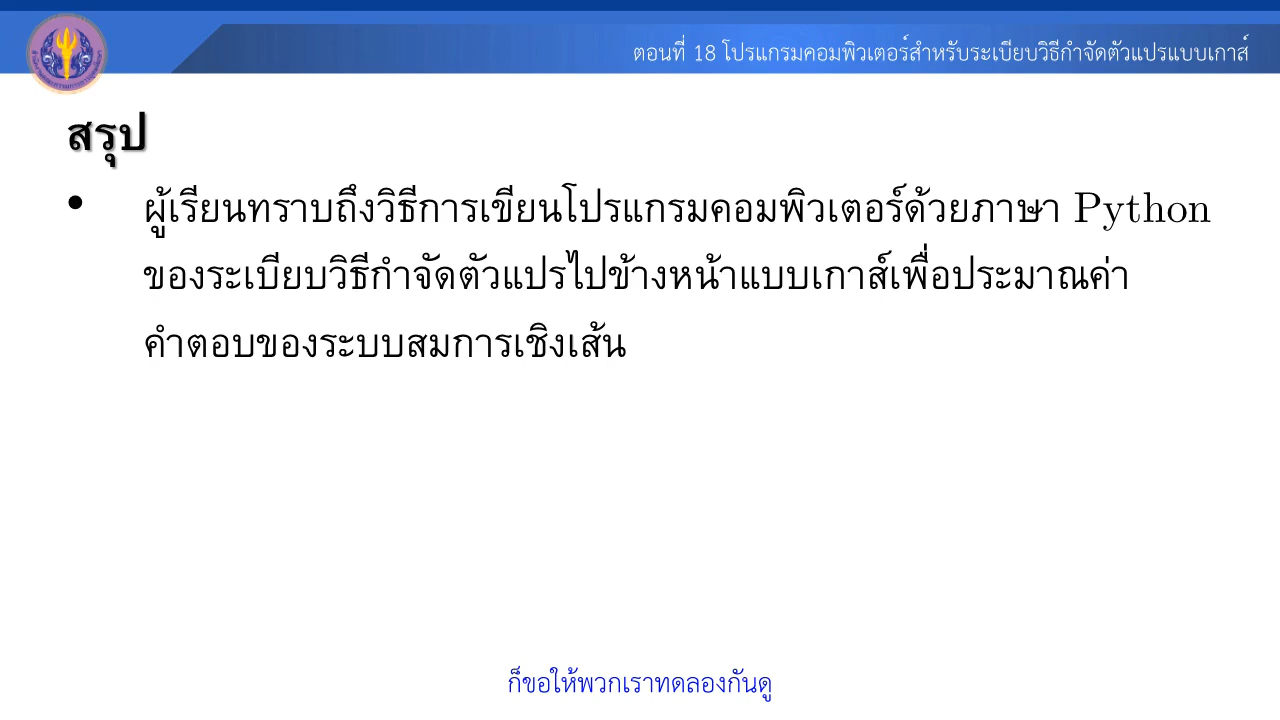 ตอนที่ 18 โปรแกรมคอมพิวเตอร์สำหรับระเบียบวิธีกำจัดตัวแปรแบบเกาส์
สรุป
• ผู้เรียนทราบถึงวิธีการเขียนโปรแกรมคอมพิวเตอร์ด้วยภาษา Python
ของระเบียบวิธีกำจัดตัวแปรไปข้างหน้าแบบเกาส์เพื่อประมาณค่า
คำตอบของระบบสมการเชิงเส้น
ก็ขอให้พวกเราทดลองกันดู